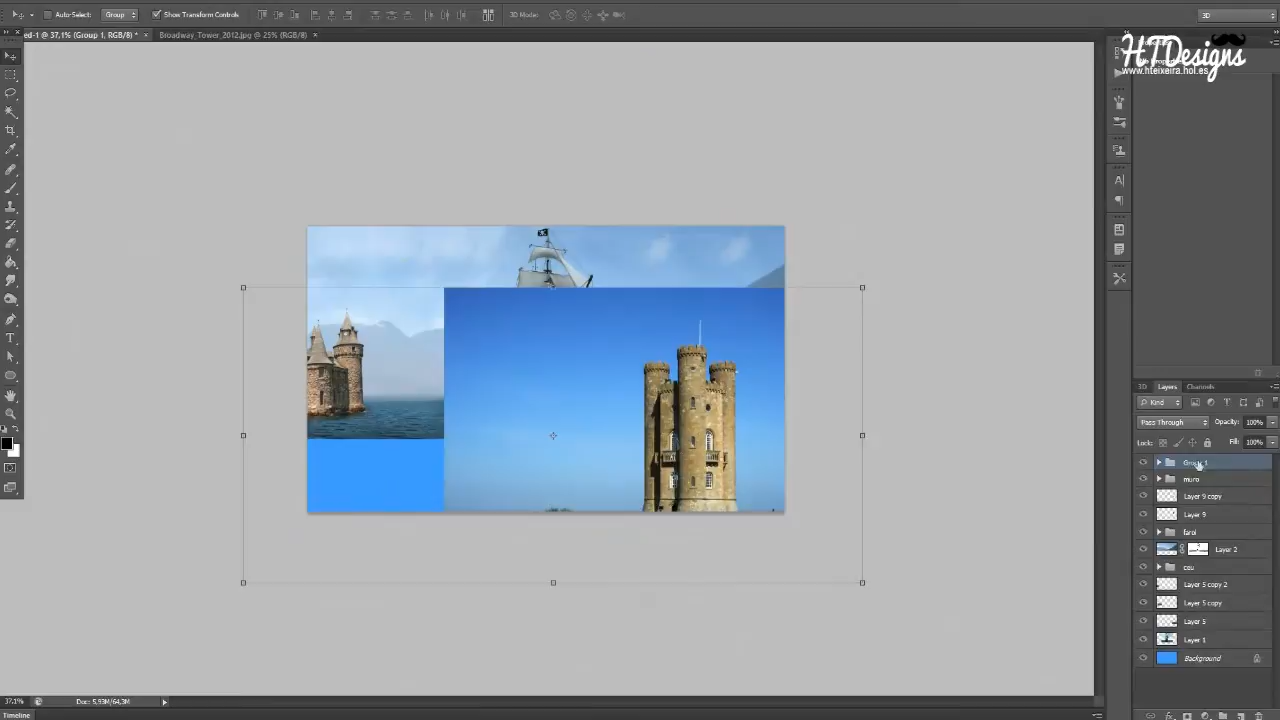 Auto-Select: Group Show Transform Controls 3D Mode: 3D
ed-1 @ 37,1% (Group 1, RGB/8) * × Broadway_Tower_2012.jpg @ 25% (RGB/8) ×
HTDesigns
www.hteixeira.hol.es
3D Layers Channels
Kind
Pass Through Opacity: 100%
Lock: Fill: 100%
Group 1
muro
Layer 9 copy
Layer 9
farol
Layer 2
ceu
Layer 5 copy 2
Layer 5 copy
Layer 5
Layer 1
Background
37,1% Doc: 5,93M/64,3M
Timeline